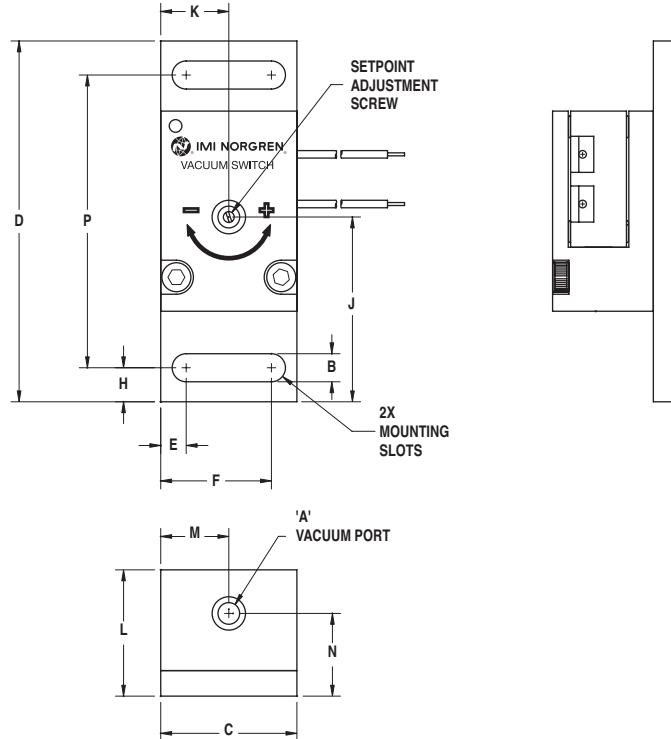 K
SETPOINT
ADJUSTMENT
SCREW
IMI NORGREN
VACUUM SWITCH
D
P
J
H
B
E
F
2X
MOUNTING
SLOTS
M
'A'
VACUUM PORT
L
N
C